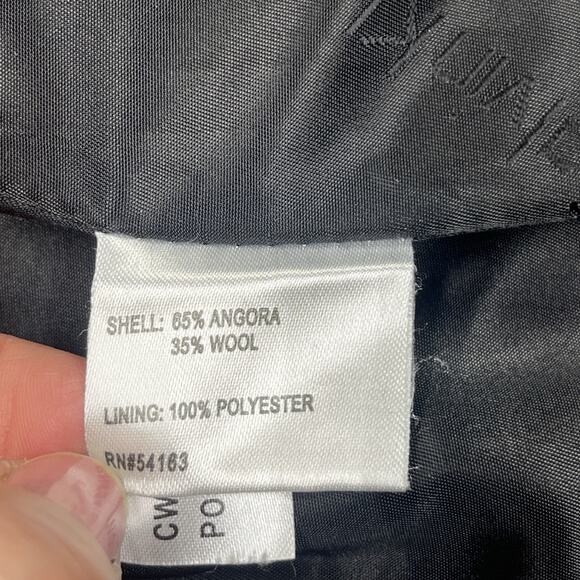 SHELL: 65% ANGORA
35% WOOL
LINING: 100% POLYESTER
RN#54163
CW
PO